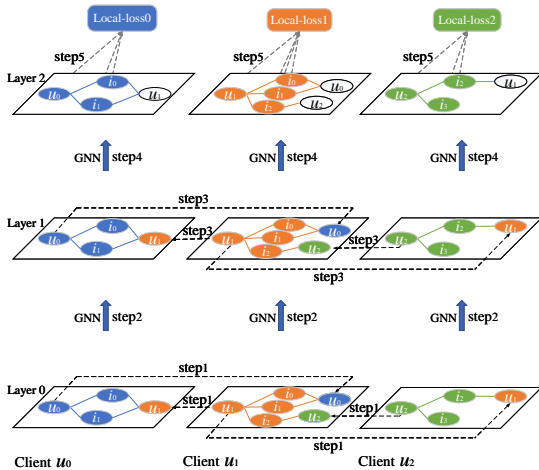 Local-loss0 Local-loss1 Local-loss2
step5 step5 step5
Layer 2
u0 i0 i1 u1
u1 i0 i1 i2 u0 u2
u2 i2 i3 u1
GNN step4 GNN step4 GNN step4
step3
Layer 1
u0 i0 i1 u1 step3
u1 i0 i1 i2 u0 u2 step3
u2 i2 i3 u1
step3
GNN step2 GNN step2 GNN step2
step1
Layer 0
u0 i0 i1 u1 step1
u1 i0 i1 i2 u0 u2 step1
u2 i2 i3 u1
step1
Client u0 Client u1 Client u2